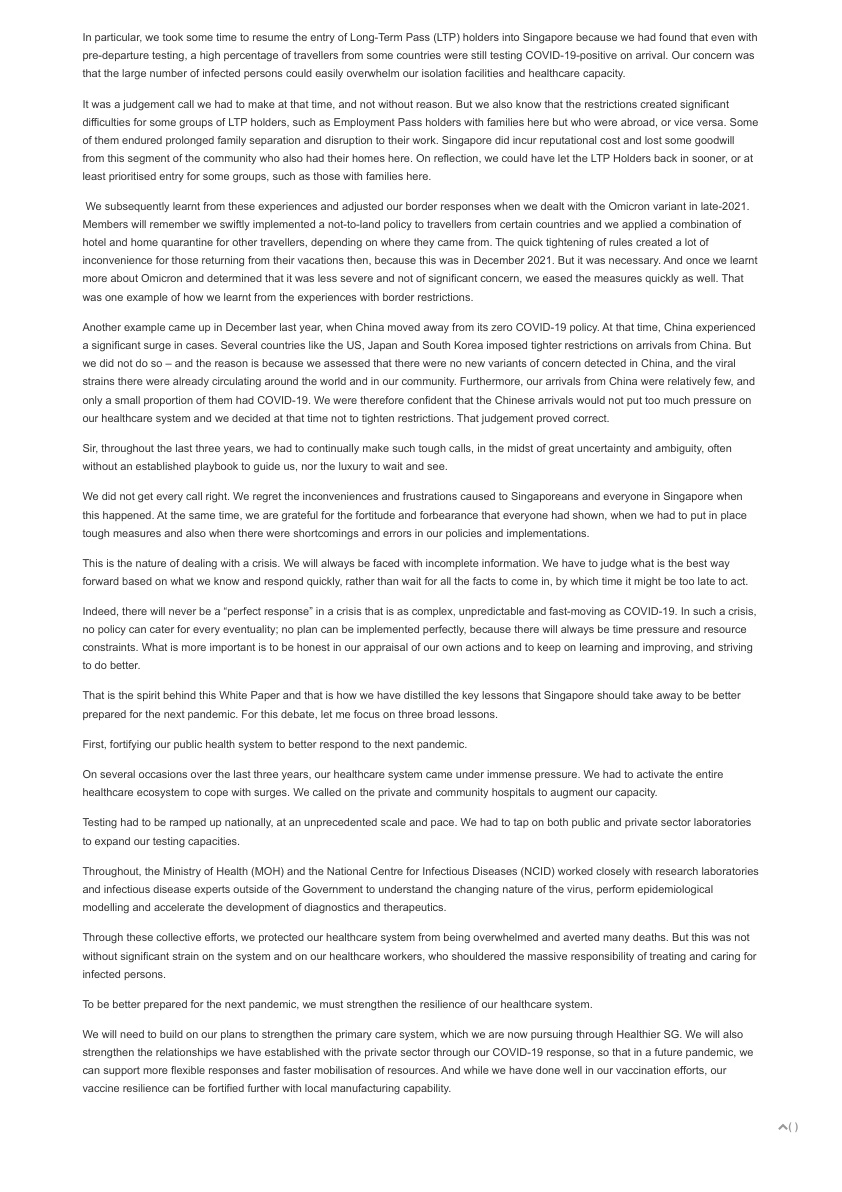 In particular, we took some time to resume the entry of Long-Term Pass (LTP) holders into Singapore because we had found that even with
pre-departure testing, a high percentage of travellers from some countries were still testing COVID-19-positive on arrival. Our concern was
that the large number of infected persons could easily overwhelm our isolation facilities and healthcare capacity.
It was a judgement call we had to make at that time, and not without reason. But we also know that the restrictions created significant
difficulties for some groups of LTP holders, such as Employment Pass holders with families here but who were abroad, or vice versa. Some
of them endured prolonged family separation and disruption to their work. Singapore did incur reputational cost and lost some goodwill
from this segment of the community who also had their homes here. On reflection, we could have let the LTP Holders back in sooner, or at
least prioritised entry for some groups, such as those with families here.
We subsequently learnt from these experiences and adjusted our border responses when we dealt with the Omicron variant in late-2021.
Members will remember we swiftly implemented a not-to-land policy to travellers from certain countries and we applied a combination of
hotel and home quarantine for other travellers, depending on where they came from. The quick tightening of rules created a lot of
inconvenience for those returning from their vacations then, because this was in December 2021. But it was necessary. And once we learnt
more about Omicron and determined that it was less severe and not of significant concern, we eased the measures quickly as well. That
was one example of how we learnt from the experiences with border restrictions.
Another example came up in December last year, when China moved away from its zero COVID-19 policy. At that time, China experienced
a significant surge in cases. Several countries like the US, Japan and South Korea imposed tighter restrictions on arrivals from China. But
we did not do so – and the reason is because we assessed that there were no new variants of concern detected in China, and the viral
strains there were already circulating around the world and in our community. Furthermore, our arrivals from China were relatively few, and
only a small proportion of them had COVID-19. We were therefore confident that the Chinese arrivals would not put too much pressure on
our healthcare system and we decided at that time not to tighten restrictions. That judgement proved correct.
Sir, throughout the last three years, we had to continually make such tough calls, in the midst of great uncertainty and ambiguity, often
without an established playbook to guide us, nor the luxury to wait and see.
We did not get every call right. We regret the inconveniences and frustrations caused to Singaporeans and everyone in Singapore when
this happened. At the same time, we are grateful for the fortitude and forbearance that everyone had shown, when we had to put in place
tough measures and also when there were shortcomings and errors in our policies and implementations.
This is the nature of dealing with a crisis. We will always be faced with incomplete information. We have to judge what is the best way
forward based on what we know and respond quickly, rather than wait for all the facts to come in, by which time it might be too late to act.
Indeed, there will never be a “perfect response” in a crisis that is as complex, unpredictable and fast-moving as COVID-19. In such a crisis,
no policy can cater for every eventuality; no plan can be implemented perfectly, because there will always be time pressure and resource
constraints. What is more important is to be honest in our appraisal of our own actions and to keep on learning and improving, and striving
to do better.
That is the spirit behind this White Paper and that is how we have distilled the key lessons that Singapore should take away to be better
prepared for the next pandemic. For this debate, let me focus on three broad lessons.
First, fortifying our public health system to better respond to the next pandemic.
On several occasions over the last three years, our healthcare system came under immense pressure. We had to activate the entire
healthcare ecosystem to cope with surges. We called on the private and community hospitals to augment our capacity.
Testing had to be ramped up nationally, at an unprecedented scale and pace. We had to tap on both public and private sector laboratories
to expand our testing capacities.
Throughout, the Ministry of Health (MOH) and the National Centre for Infectious Diseases (NCID) worked closely with research laboratories
and infectious disease experts outside of the Government to understand the changing nature of the virus, perform epidemiological
modelling and accelerate the development of diagnostics and therapeutics.
Through these collective efforts, we protected our healthcare system from being overwhelmed and averted many deaths. But this was not
without significant strain on the system and on our healthcare workers, who shouldered the massive responsibility of treating and caring for
infected persons.
To be better prepared for the next pandemic, we must strengthen the resilience of our healthcare system.
We will need to build on our plans to strengthen the primary care system, which we are now pursuing through Healthier SG. We will also
strengthen the relationships we have established with the private sector through our COVID-19 response, so that in a future pandemic, we
can support more flexible responses and faster mobilisation of resources. And while we have done well in our vaccination efforts, our
vaccine resilience can be fortified further with local manufacturing capability.
( )